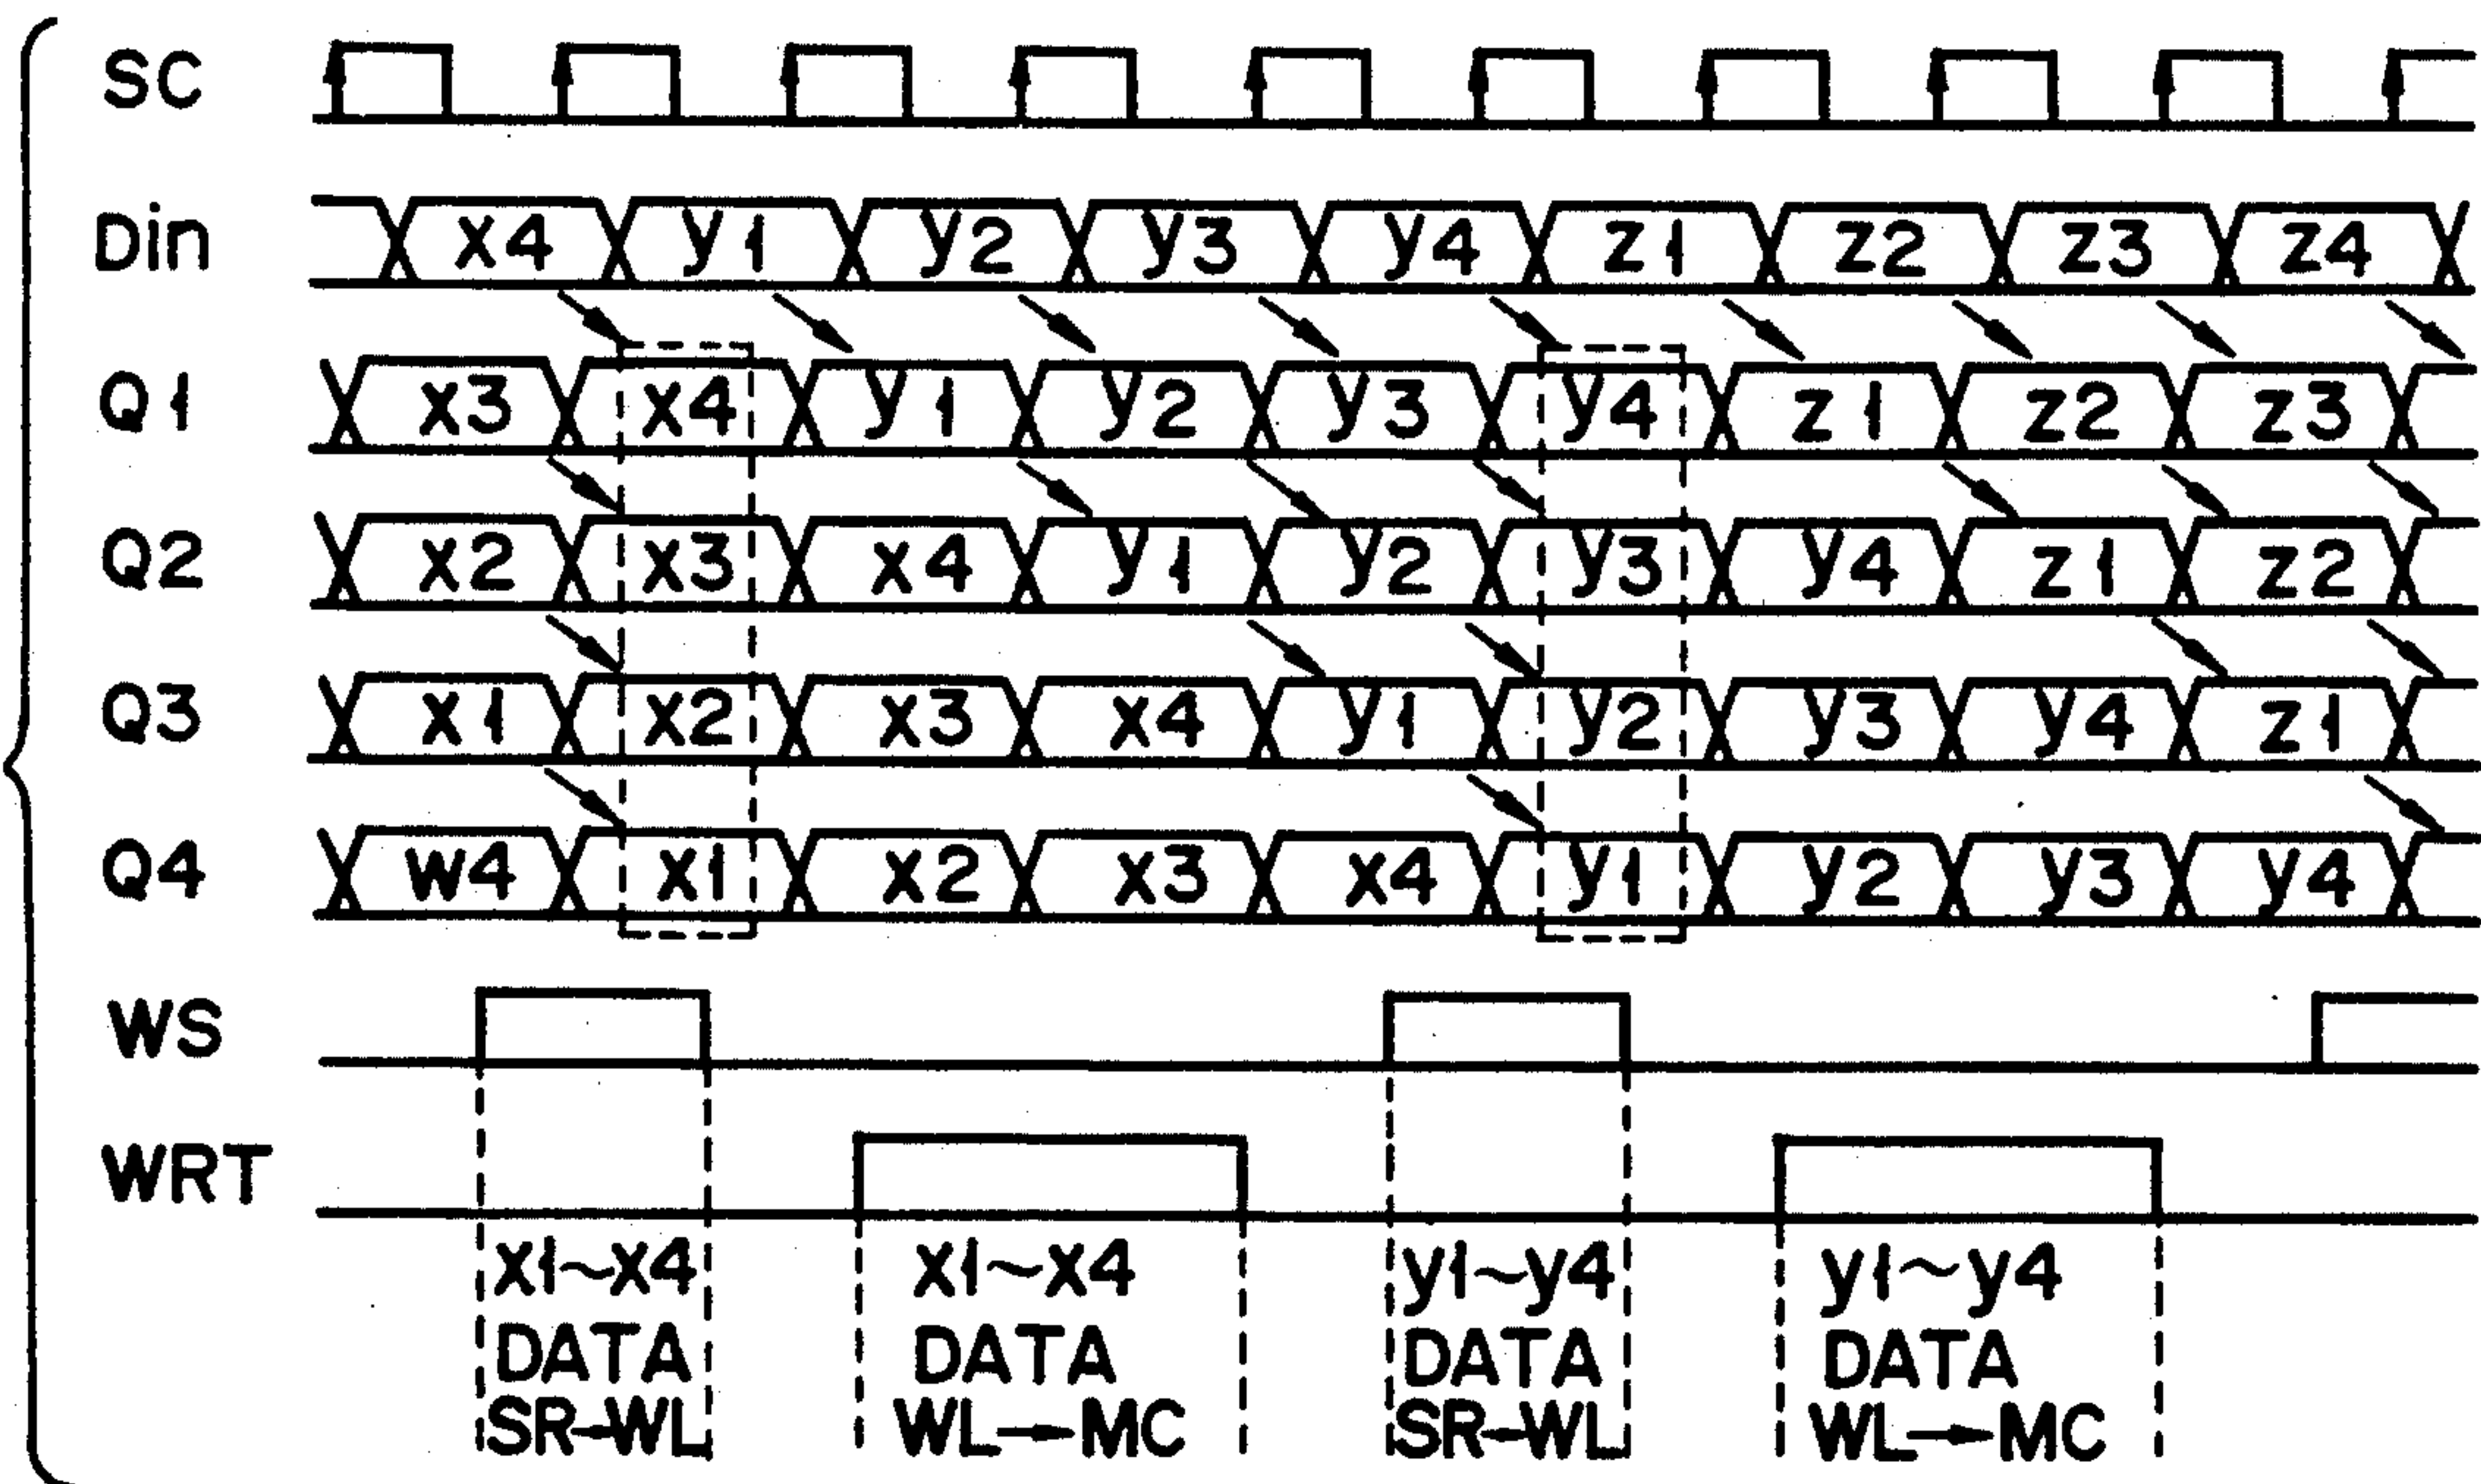 SC
Din x4 y1 y2 y3 y4 z1 z2 z3 z4
Q1 x3 x4 y1 y2 y3 y4 z1 z2 z3
Q2 x2 x3 x4 y1 y2 y3 y4 z1 z2
Q3 x1 x2 x3 x4 y1 y2 y3 y4 z1
Q4 w4 x1 x2 x3 x4 y1 y2 y3 y4
WS
WRT
x1~x4 x1~x4 y1~y4 y1~y4
DATA DATA DATA DATA
SR→WL WL→MC SR→WL WL→MC